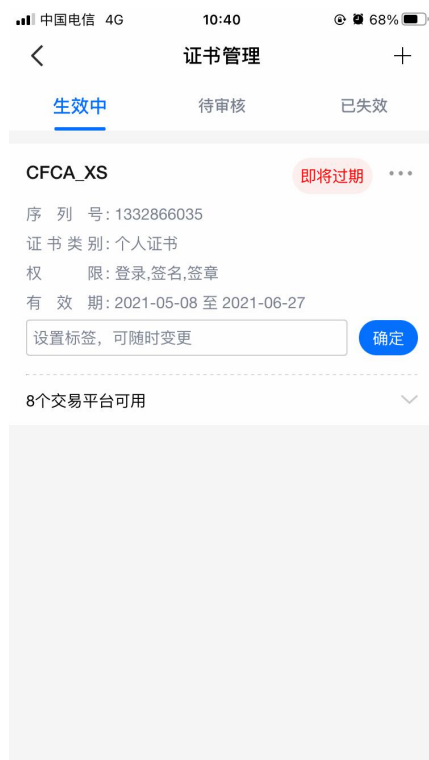 中国电信 4G 10:40 68%
证书管理
生效中 待审核 已失效
CFCA_XS 即将过期
序列号: 1332866035
证书类别: 个人证书
权限: 登录,签名,签章
有效期: 2021-05-08 至 2021-06-27
设置标签，可随时变更 确定
8个交易平台可用